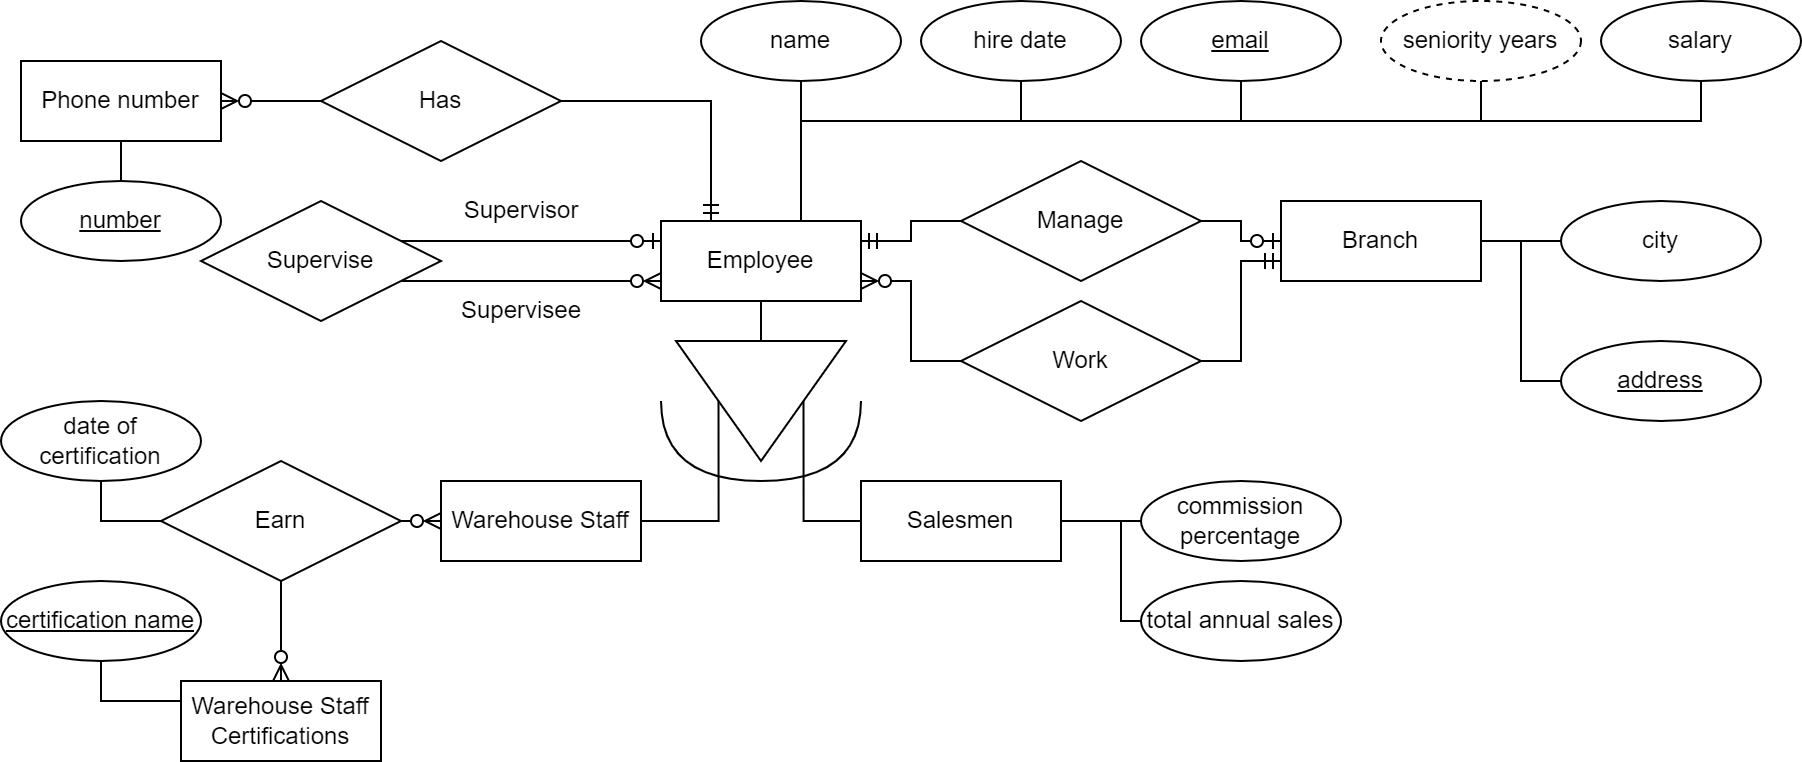 name
hire date
email
seniority years
salary
Phone number
Has
number
Supervisor
Supervise
Supervisee
Employee
Manage
Branch
city
Work
address
date of
certification
Earn
Warehouse Staff
Salesmen
commission
percentage
certification name
total annual sales
Warehouse Staff
Certifications